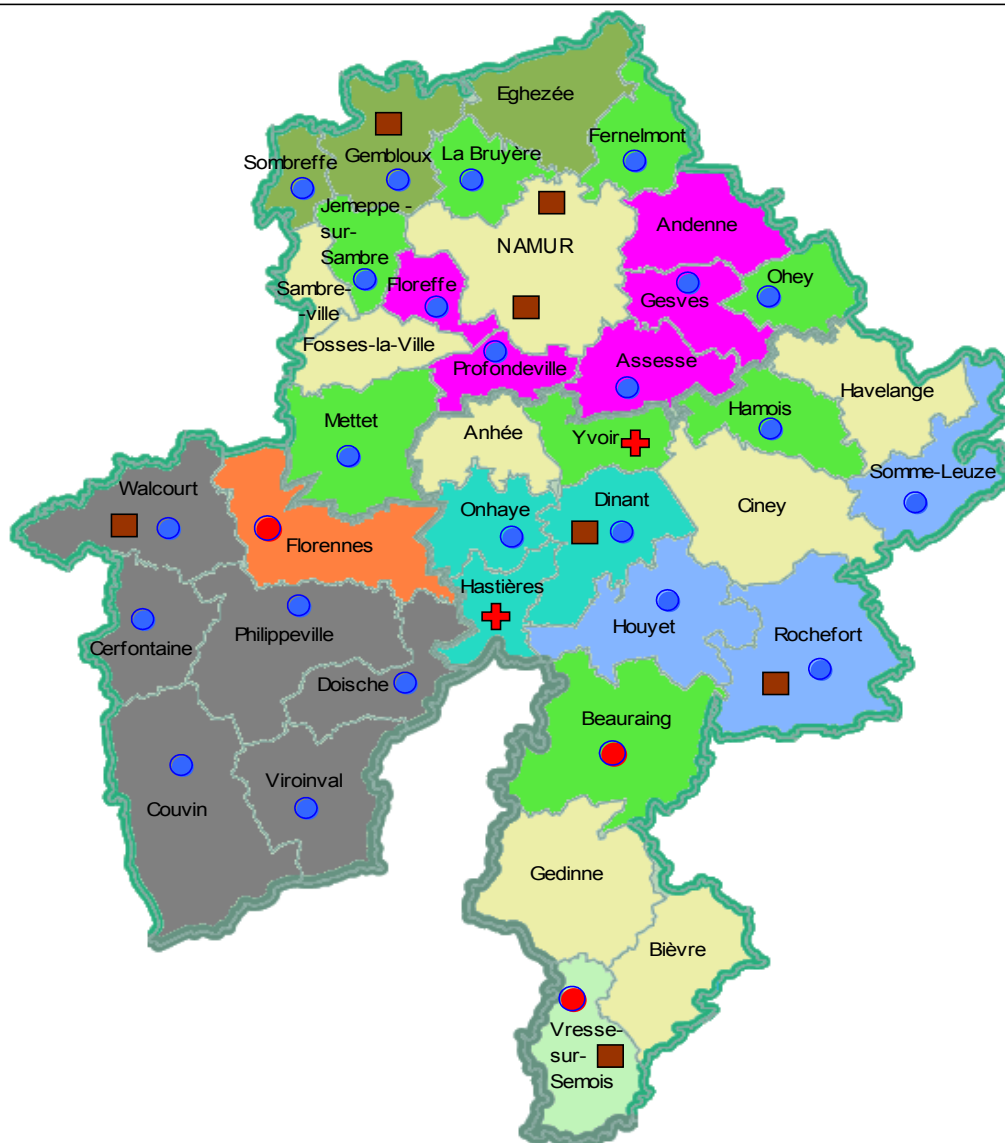 Eghezée
Fernelmont
La Bruyère
Gembloux
Sombreffe
Jemeppe -
sur-
Sambre
Andenne
NAMUR
Ohey
Floreffe
Gesves
Sambre-
-ville
Fosses-la-Ville
Profondeville
Assesse
Havelange
Hamois
Mettet
Anhée
Yvoir
Somme-Leuze
Walcourt
Onhaye
Dinant
Ciney
Florennes
Hastières
Philippeville
Houyet
Rochefort
Cerfontaine
Doische
Beauraing
Viroinval
Couvin
Gedinne
Bièvre
Vresse-
sur-
Semois